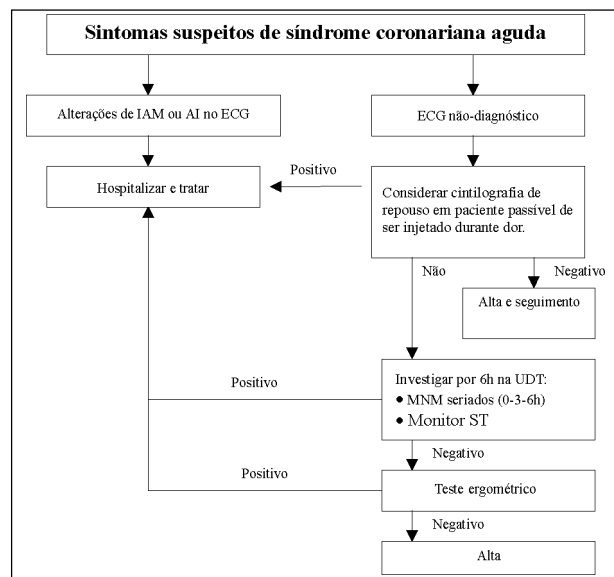 Sintomas suspeitos de síndrome coronariana aguda
Alterações de IAM ou AI no ECG
ECG não-diagnóstico
Positivo
Hospitalizar e tratar
Considerar cintilografia de
repouso em paciente passível de
ser injetado durante dor.
Não
Negativo
Alta e seguimento
Positivo
Investigar por 6h na UDT:
• MNM seriados (0-3-6h)
• Monitor ST
Negativo
Positivo
Teste ergométrico
Negativo
Alta